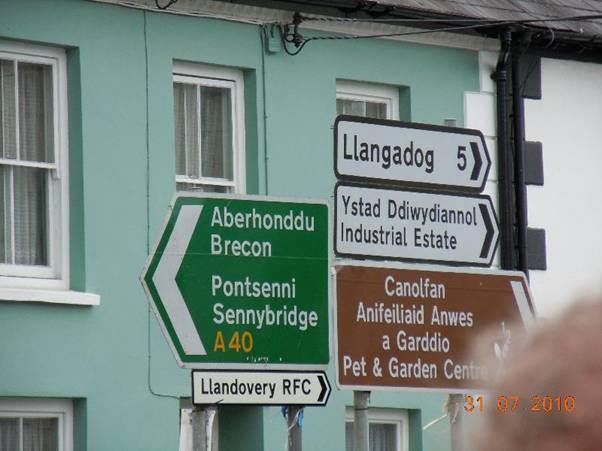 Llangadog 5
Ystad Ddiwydiannol
Industrial Estate
Aberhonddu
Brecon
Pontsenni
Sennybridge
A40
Canolfan
Anifeiliaid Anwes
a Garddio
Pet & Garden Centre
Llandovery RFC
31 07 2010